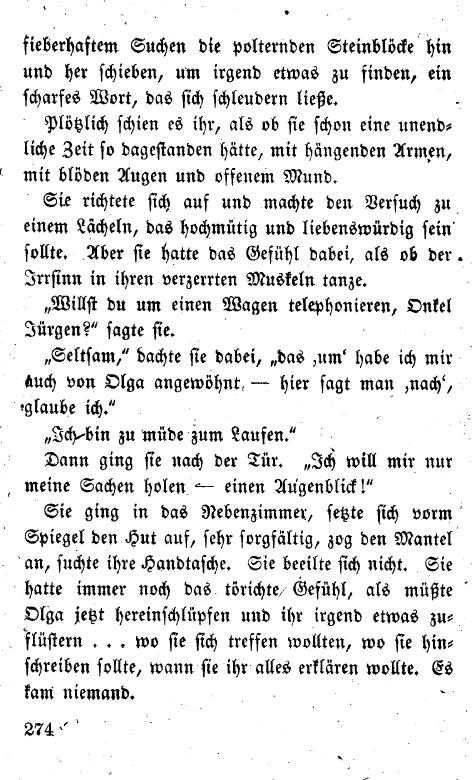 fieberhaftem Suchen die polternden Steinblöcke hin
und her schieben, um irgend etwas zu finden, ein
scharfes Wort, das sich schleudern ließe.
Plötzlich schien es ihr, als ob sie schon eine unend-
liche Zeit so dagestanden hätte, mit hängenden Armen,
mit blöden Augen und offenem Mund.
Sie richtete sich auf und machte den Versuch zu
einem Lächeln, das hochmütig und liebenswürdig sein
sollte. Aber sie hatte das Gefühl dabei, als ob der
Irrsinn in ihren verzerrten Muskeln tanze.
„Willst du um einen Wagen telephonieren, Onkel
Jürgen?“ sagte sie.
„Seltsam,“ dachte sie dabei, „das ‚um‘ habe ich mir
auch von Olga angewöhnt — hier sagt man ‚nach‘,
glaube ich.“
„Ich bin zu müde zum Laufen.“
Dann ging sie nach der Tür. „Ich will mir nur
meine Sachen holen — einen Augenblick!“
Sie ging in das Nebenzimmer, setzte sich vorm
Spiegel den Hut auf, sehr sorgfältig, zog den Mantel
an, suchte ihre Handtasche. Sie beeilte sich nicht. Sie
hatte immer noch das törichte Gefühl, als müßte
Olga jetzt hereinschlüpfen und ihr irgend etwas zu-
flüstern . . . wo sie sich treffen wollten, wo sie hin-
schreiben sollte, wann sie ihr alles erklären wollte. Es
kam niemand.
274